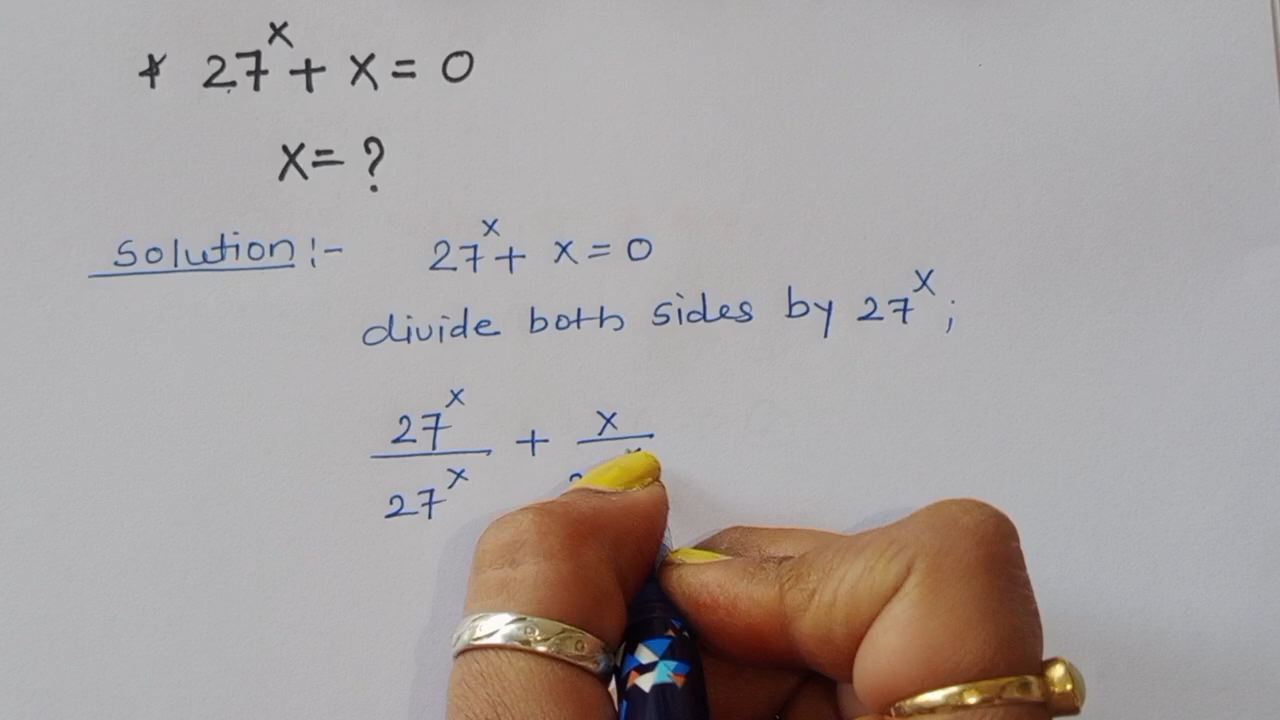 * 27^x + x = 0
x = ?
Solution :- 27^x + x = 0
divide both sides by 27^x ;
27^x / 27^x + x /